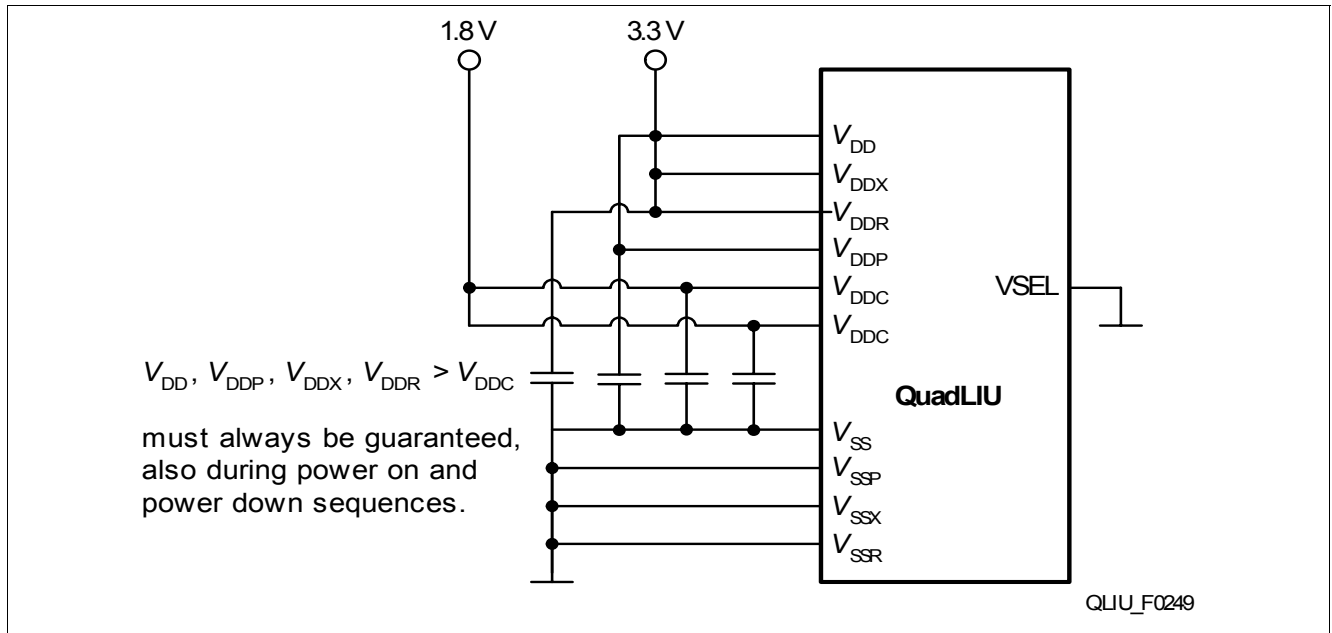 1.8 V
3.3 V
VDD
VDDX
VDDR
VDDP
VDDC
VSEL
VDDC
VDD, VDDP, VDDX, VDDR > VDDC
QuadLIU
must always be guaranteed,
also during power on and
power down sequences.
VSS
VSSP
VSSX
VSSR
QLIU_F0249